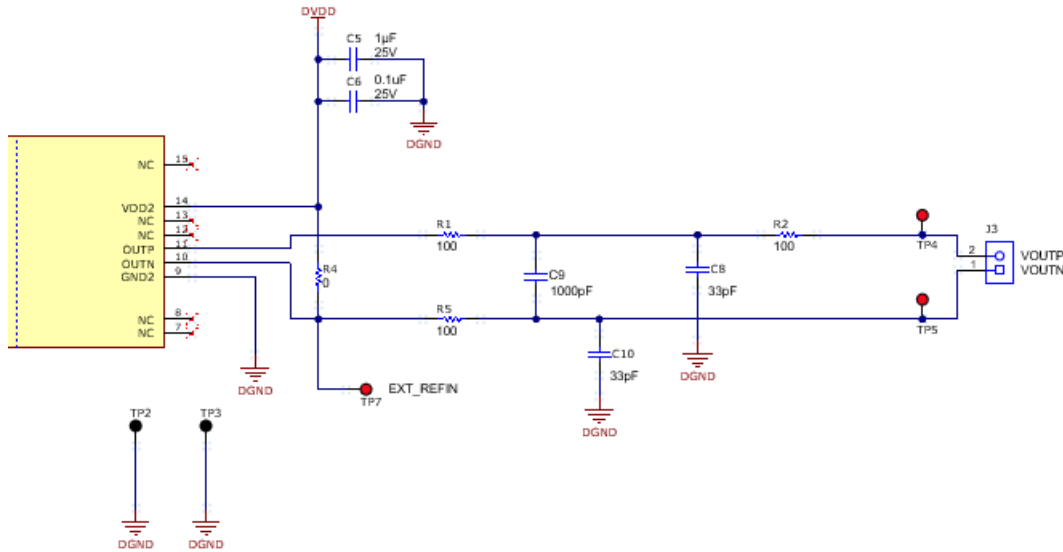 DVDD
C5
1µF
25V
C6
0.1uF
25V
DGND
NC
15
VDD2
14
NC
13
NC
12
OUTP
11
OUTN
10
GND2
9
NC
8
NC
7
R4
0
R1
100
R5
100
C9
1000pF
C8
33pF
DGND
C10
33pF
DGND
R2
100
TP4
TP5
J3
2
1
VOUTP
VOUTN
DGND
TP7
EXT_REFIN
TP2
TP3
DGND
DGND